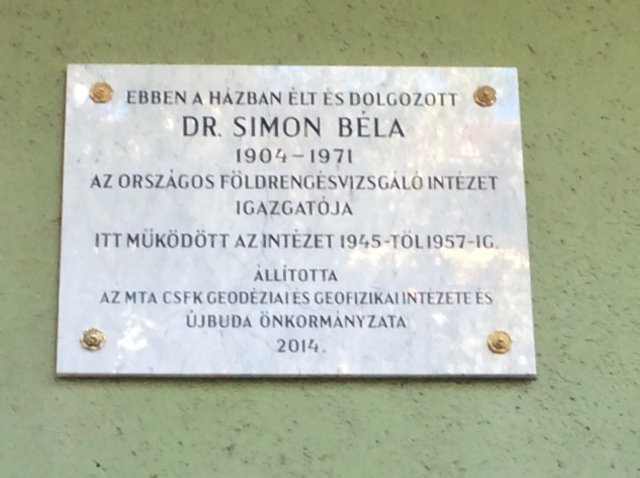 EBBEN A HÁZBAN ÉLT ÉS DOLGOZOTT
DR. SIMON BÉLA
1904-1971
AZ ORSZÁGOS FÖLDRENGÉSVIZSGÁLÓ INTÉZET
IGAZGATÓJA
ITT MŰKÖDÖTT AZ INTÉZET 1945-TŐL 1957-IG.
ÁLLÍTOTTA
AZ MTA CSFK GEODÉZIAI ÉS GEOFIZIKAI INTÉZETE ÉS
ÚJBUDA ÖNKORMÁNYZATA
2014.